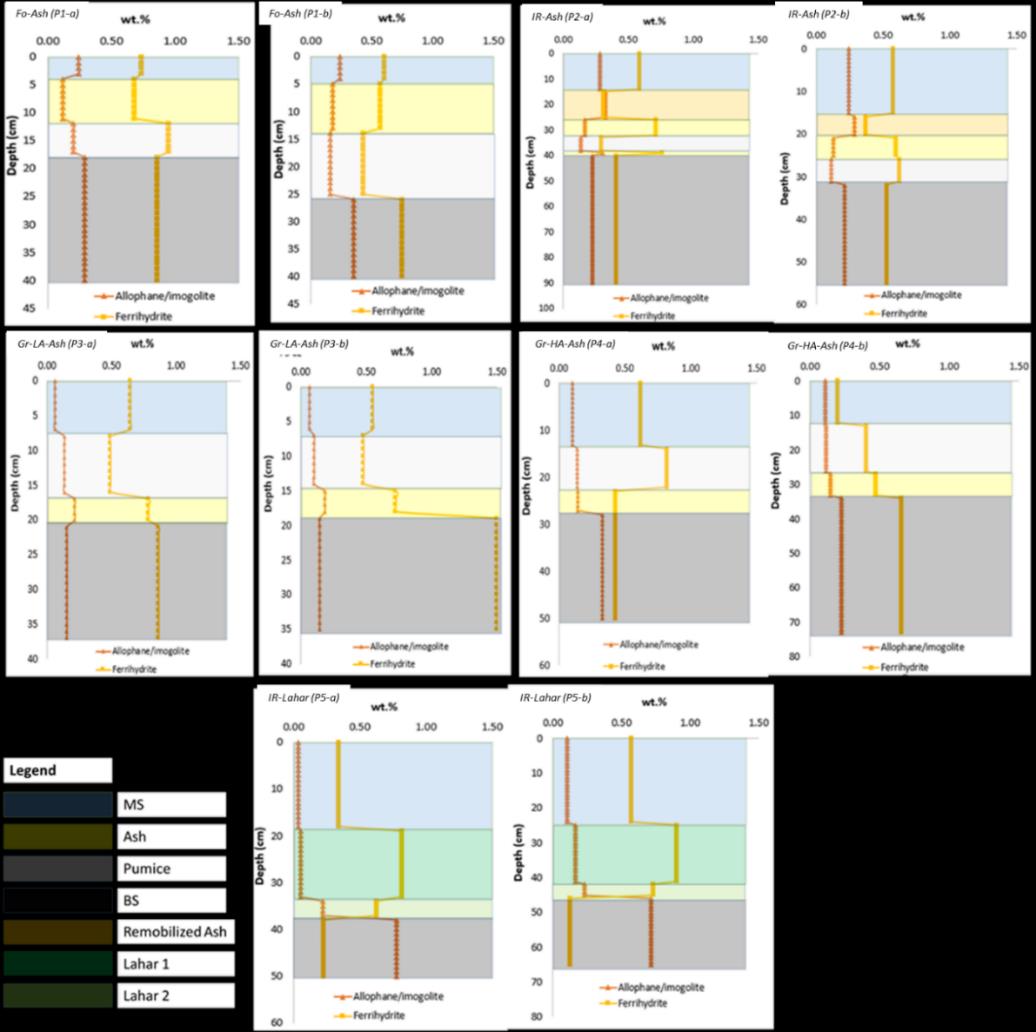 Fo-Ash (P1-a)
wt.%
0.00 0.50 1.00 1.50
0
5
10
15
20
25
30
35
40
45
Depth (cm)
Allophane/imogolite
Ferrihydrite
Fo-Ash (P1-b)
wt.%
0.00 0.50 1.00 1.50
0
5
10
15
20
25
30
35
40
45
Depth (cm)
Allophane/imogolite
Ferrihydrite
IR-Ash (P2-a)
wt.%
0.00 0.50 1.00 1.50
0
10
20
30
40
50
60
70
80
90
100
Depth (cm)
Allophane/imogolite
Ferrihydrite
IR-Ash (P2-b)
wt.%
0.00 0.50 1.00 1.50
0
10
20
30
40
50
60
Depth (cm)
Allophane/imogolite
Ferrihydrite
Gr-LA-Ash (P3-a)
wt.%
0.00 0.50 1.00 1.50
0
5
10
15
20
25
30
35
40
Depth (cm)
Allophane/imogolite
Ferrihydrite
Gr-LA-Ash (P3-b)
wt.%
0.00 0.50 1.00 1.50
0
5
10
15
20
25
30
35
40
Depth (cm)
Allophane/imogolite
Ferrihydrite
Gr-HA-Ash (P4-a)
wt.%
0.00 0.50 1.00 1.50
0
10
20
30
40
50
60
Depth (cm)
Allophane/imogolite
Ferrihydrite
Gr-HA-Ash (P4-b)
wt.%
0.00 0.50 1.00 1.50
0
10
20
30
40
50
60
70
80
Depth (cm)
Allophane/imogolite
Ferrihydrite
Legend
MS
Ash
Pumice
BS
Remobilized Ash
Lahar 1
Lahar 2
IR-Lahar (P5-a)
wt.%
0.00 0.50 1.00 1.50
0
10
20
30
40
50
60
Depth (cm)
Allophane/imogolite
Ferrihydrite
IR-Lahar (P5-b)
wt.%
0.00 0.50 1.00 1.50
0
10
20
30
40
50
60
70
80
Depth (cm)
Allophane/imogolite
Ferrihydrite